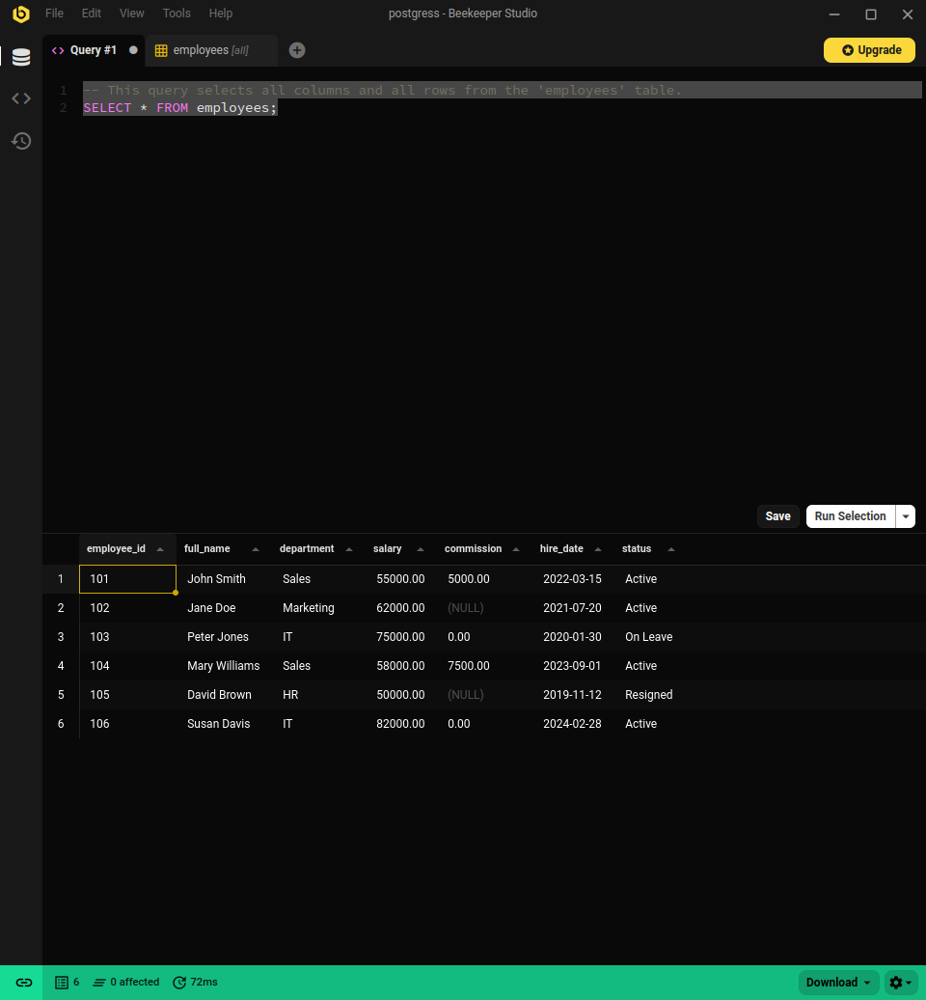 File Edit View Tools Help postgress - Beekeeper Studio
Query #1 employees [all] Upgrade
1 -- This query selects all columns and all rows from the 'employees' table.
2 SELECT * FROM employees;
Save Run Selection
employee_id full_name department salary commission hire_date status
1 101 John Smith Sales 55000.00 5000.00 2022-03-15 Active
2 102 Jane Doe Marketing 62000.00 (NULL) 2021-07-20 Active
3 103 Peter Jones IT 75000.00 0.00 2020-01-30 On Leave
4 104 Mary Williams Sales 58000.00 7500.00 2023-09-01 Active
5 105 David Brown HR 50000.00 (NULL) 2019-11-12 Resigned
6 106 Susan Davis IT 82000.00 0.00 2024-02-28 Active
6 0 affected 72ms Download